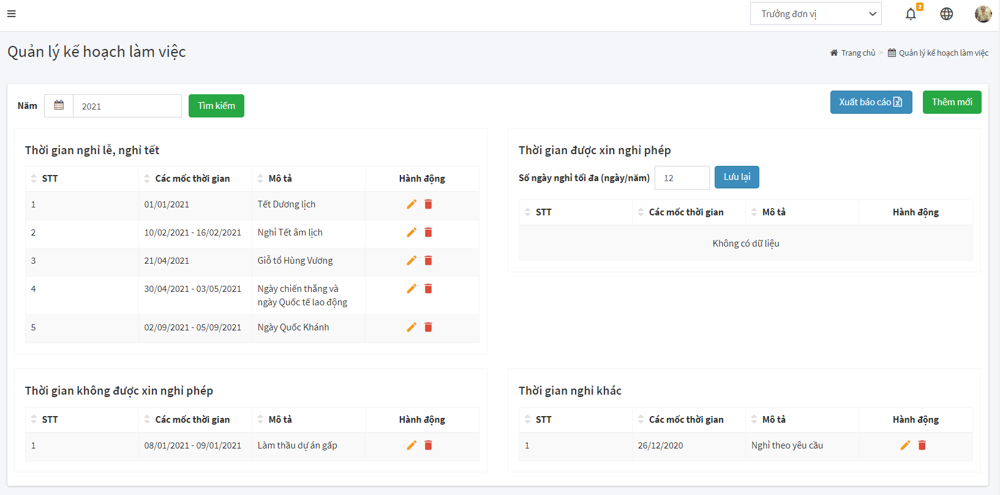 Trưởng đơn vị
2
Quản lý kế hoạch làm việc
Trang chủ > Quản lý kế hoạch làm việc
Năm 2021 Tìm kiếm
Xuất báo cáo Thêm mới
Thời gian nghỉ lễ, nghỉ tết
STT Các mốc thời gian Mô tả Hành động
1 01/01/2021 Tết Dương lịch
2 10/02/2021 - 16/02/2021 Nghỉ Tết âm lịch
3 21/04/2021 Giỗ tổ Hùng Vương
4 30/04/2021 - 03/05/2021 Ngày chiến thắng và
ngày Quốc tế lao động
5 02/09/2021 - 05/09/2021 Ngày Quốc Khánh
Thời gian được xin nghỉ phép
Số ngày nghỉ tối đa (ngày/năm) 12 Lưu lại
STT Các mốc thời gian Mô tả Hành động
Không có dữ liệu
Thời gian không được xin nghỉ phép
STT Các mốc thời gian Mô tả Hành động
1 08/01/2021 - 09/01/2021 Làm thầu dự án gấp
Thời gian nghỉ khác
STT Các mốc thời gian Mô tả Hành động
1 26/12/2020 Nghỉ theo yêu cầu